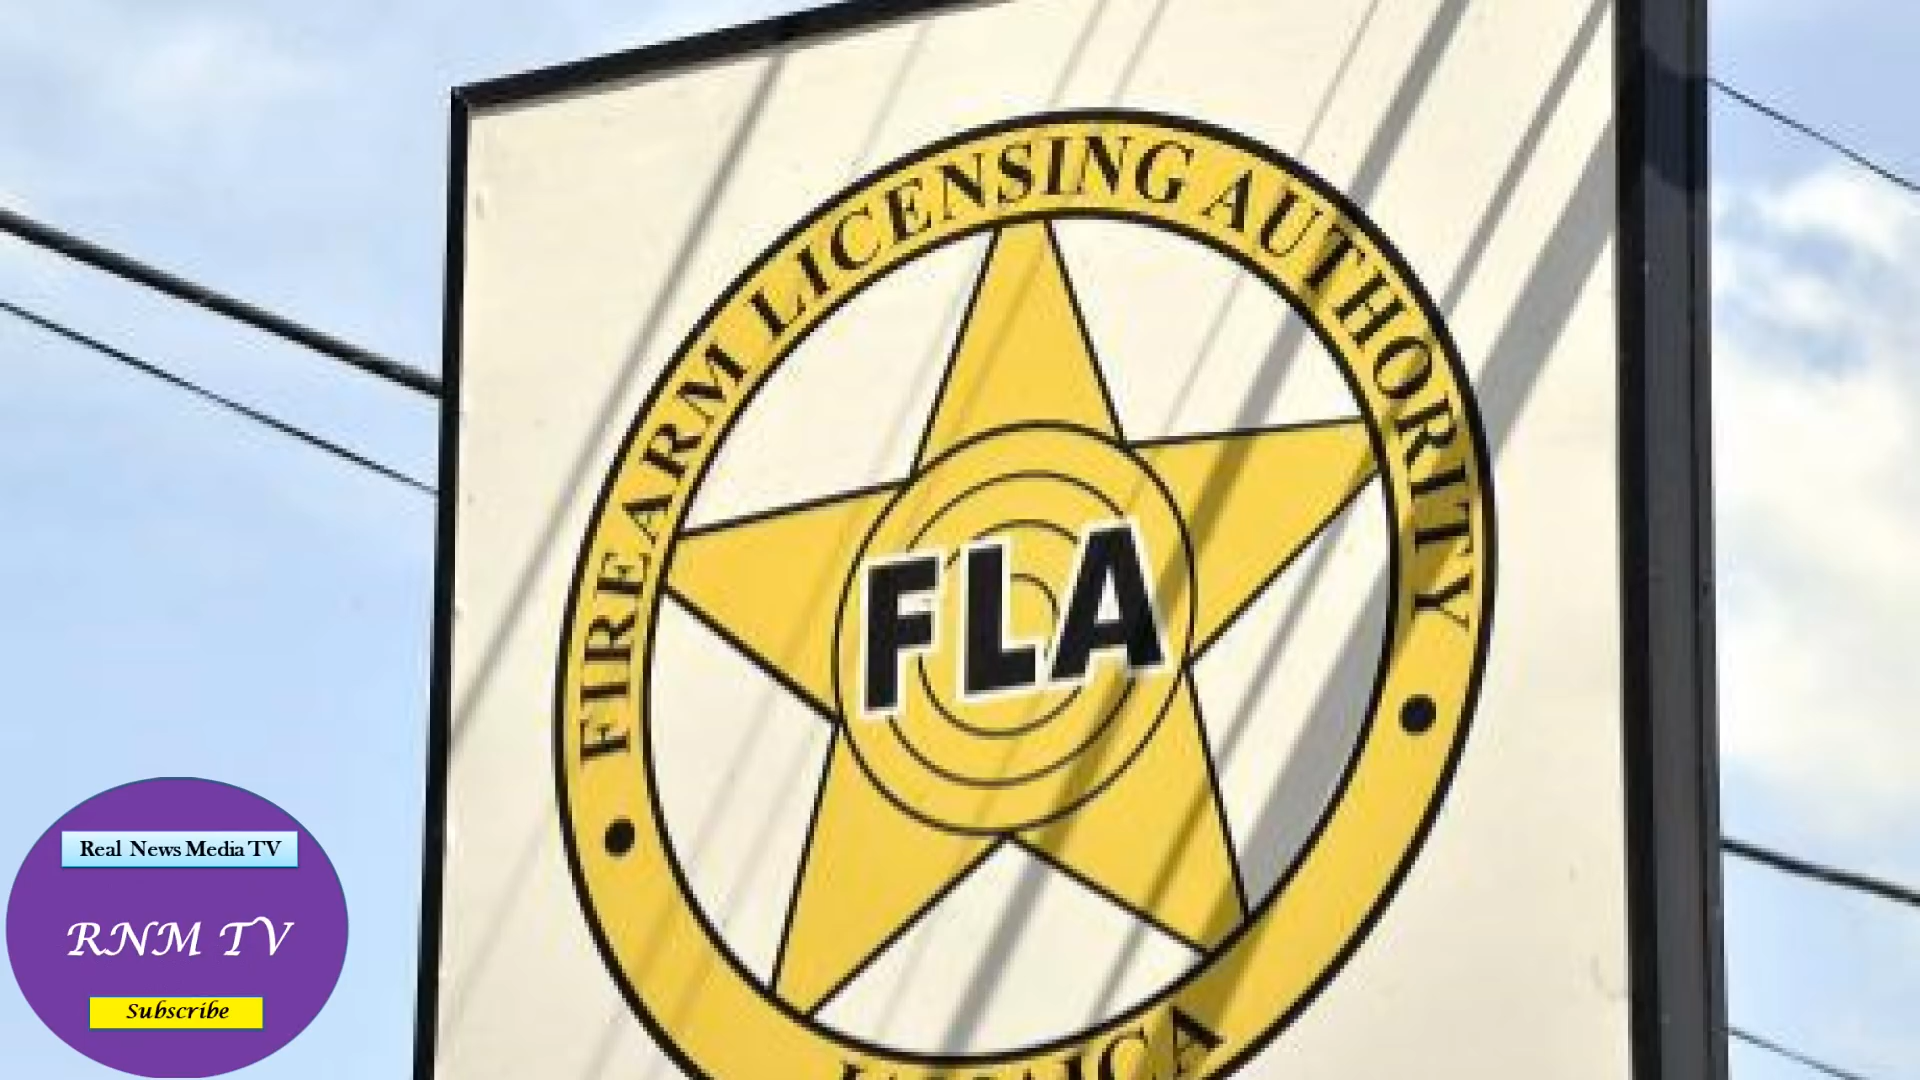 FIREARM LICENSING AUTHORITY
FLA
Real News Media TV
RNM TV
Subscribe